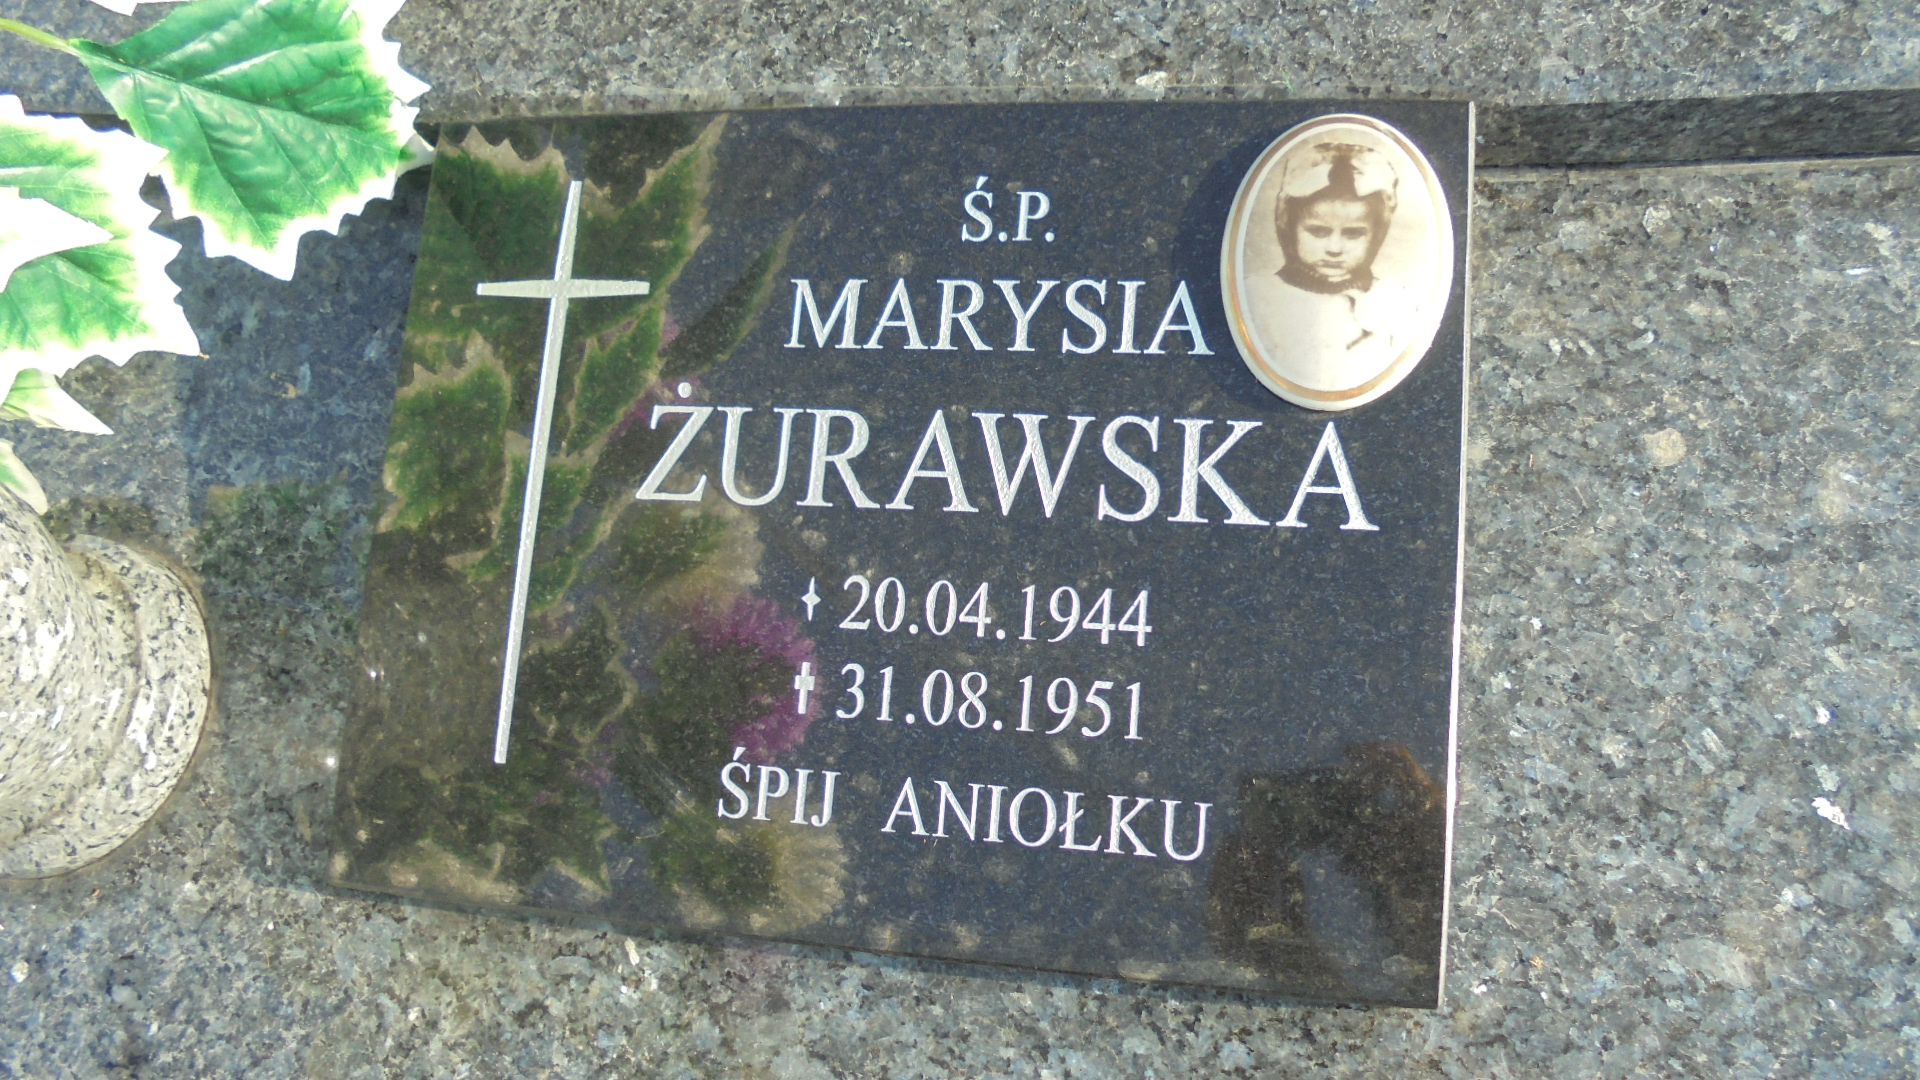 Ś.P.
MARYSIA
ŻURAWSKA
20.04.1944
31.08.1951
ŚPIJ ANIOŁKU